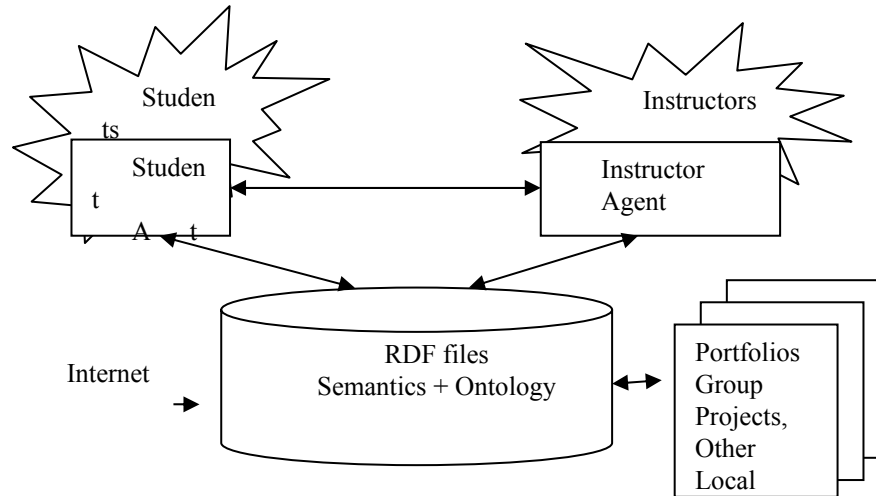 Studen
ts
Studen
t
A t
Instructors
Instructor
Agent
RDF files
Semantics + Ontology
Internet
Portfolios
Group
Projects,
Other
Local